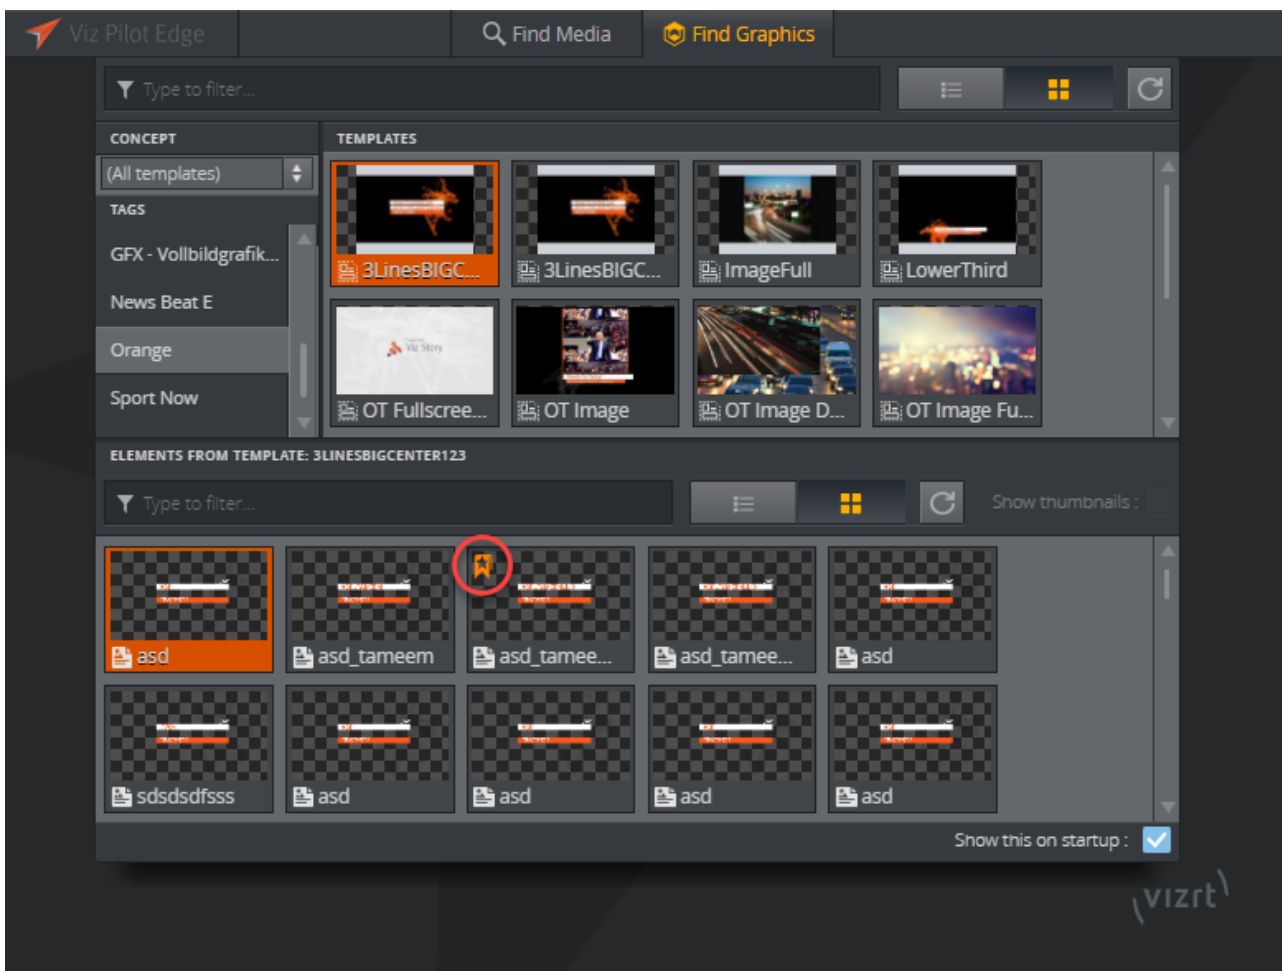 Viz Pilot Edge
Find Media
Find Graphics
Type to filter...
CONCEPT
TEMPLATES
(All templates)
TAGS
GFX - Vollbildgrafik...
News Beat E
Orange
Sport Now
3LinesBIGC...
3LinesBIGC...
ImageFull
LowerThird
Viz Story
OT Fullscree...
OT Image
OT Image D...
OT Image Fu...
ELEMENTS FROM TEMPLATE: 3LINESBIGCENTER123
Type to filter...
Show thumbnails :
asd
asd_tameem
asd_tamee...
asd_tamee...
asd
sdsdsdfsss
asd
asd
asd
asd
Show this on startup :
vizrt